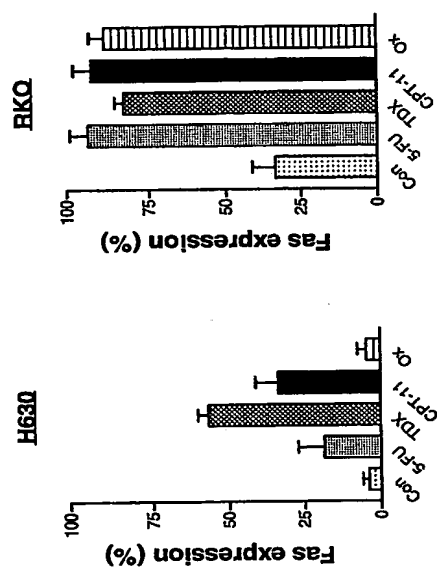 H630
Fas expression (%)
100
75
50
25
0
Con
5-FU
TDX
CPT-11
Ox
RKO
Fas expression (%)
100
75
50
25
0
Con
5-FU
TDX
CPT-11
Ox